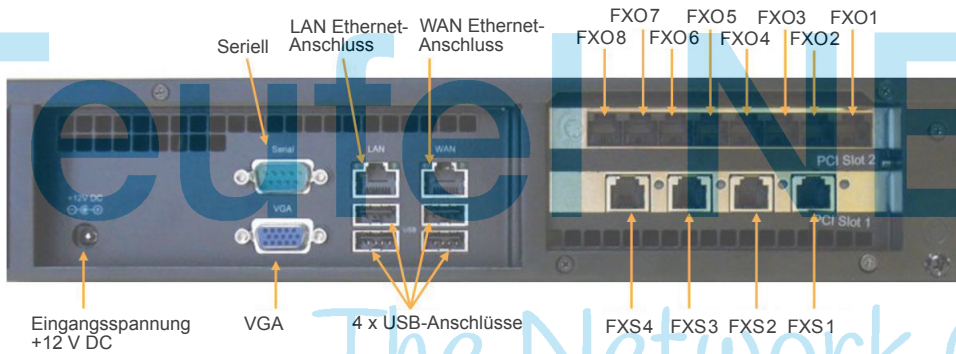 Seriell
LAN Ethernet-
Anschluss
WAN Ethernet-
Anschluss
FXO7 FXO5 FXO3 FXO1
FXO8 FXO6 FXO4 FXO2
eufel NE
Serial
LAN
WAN
PCI Slot 2
+12V DC
VGA
USB
PCI Slot 1
Eingangsspannung
+12 V DC
VGA
4 x USB-Anschlüsse
FXS4 FXS3 FXS2 FXS1
The Network